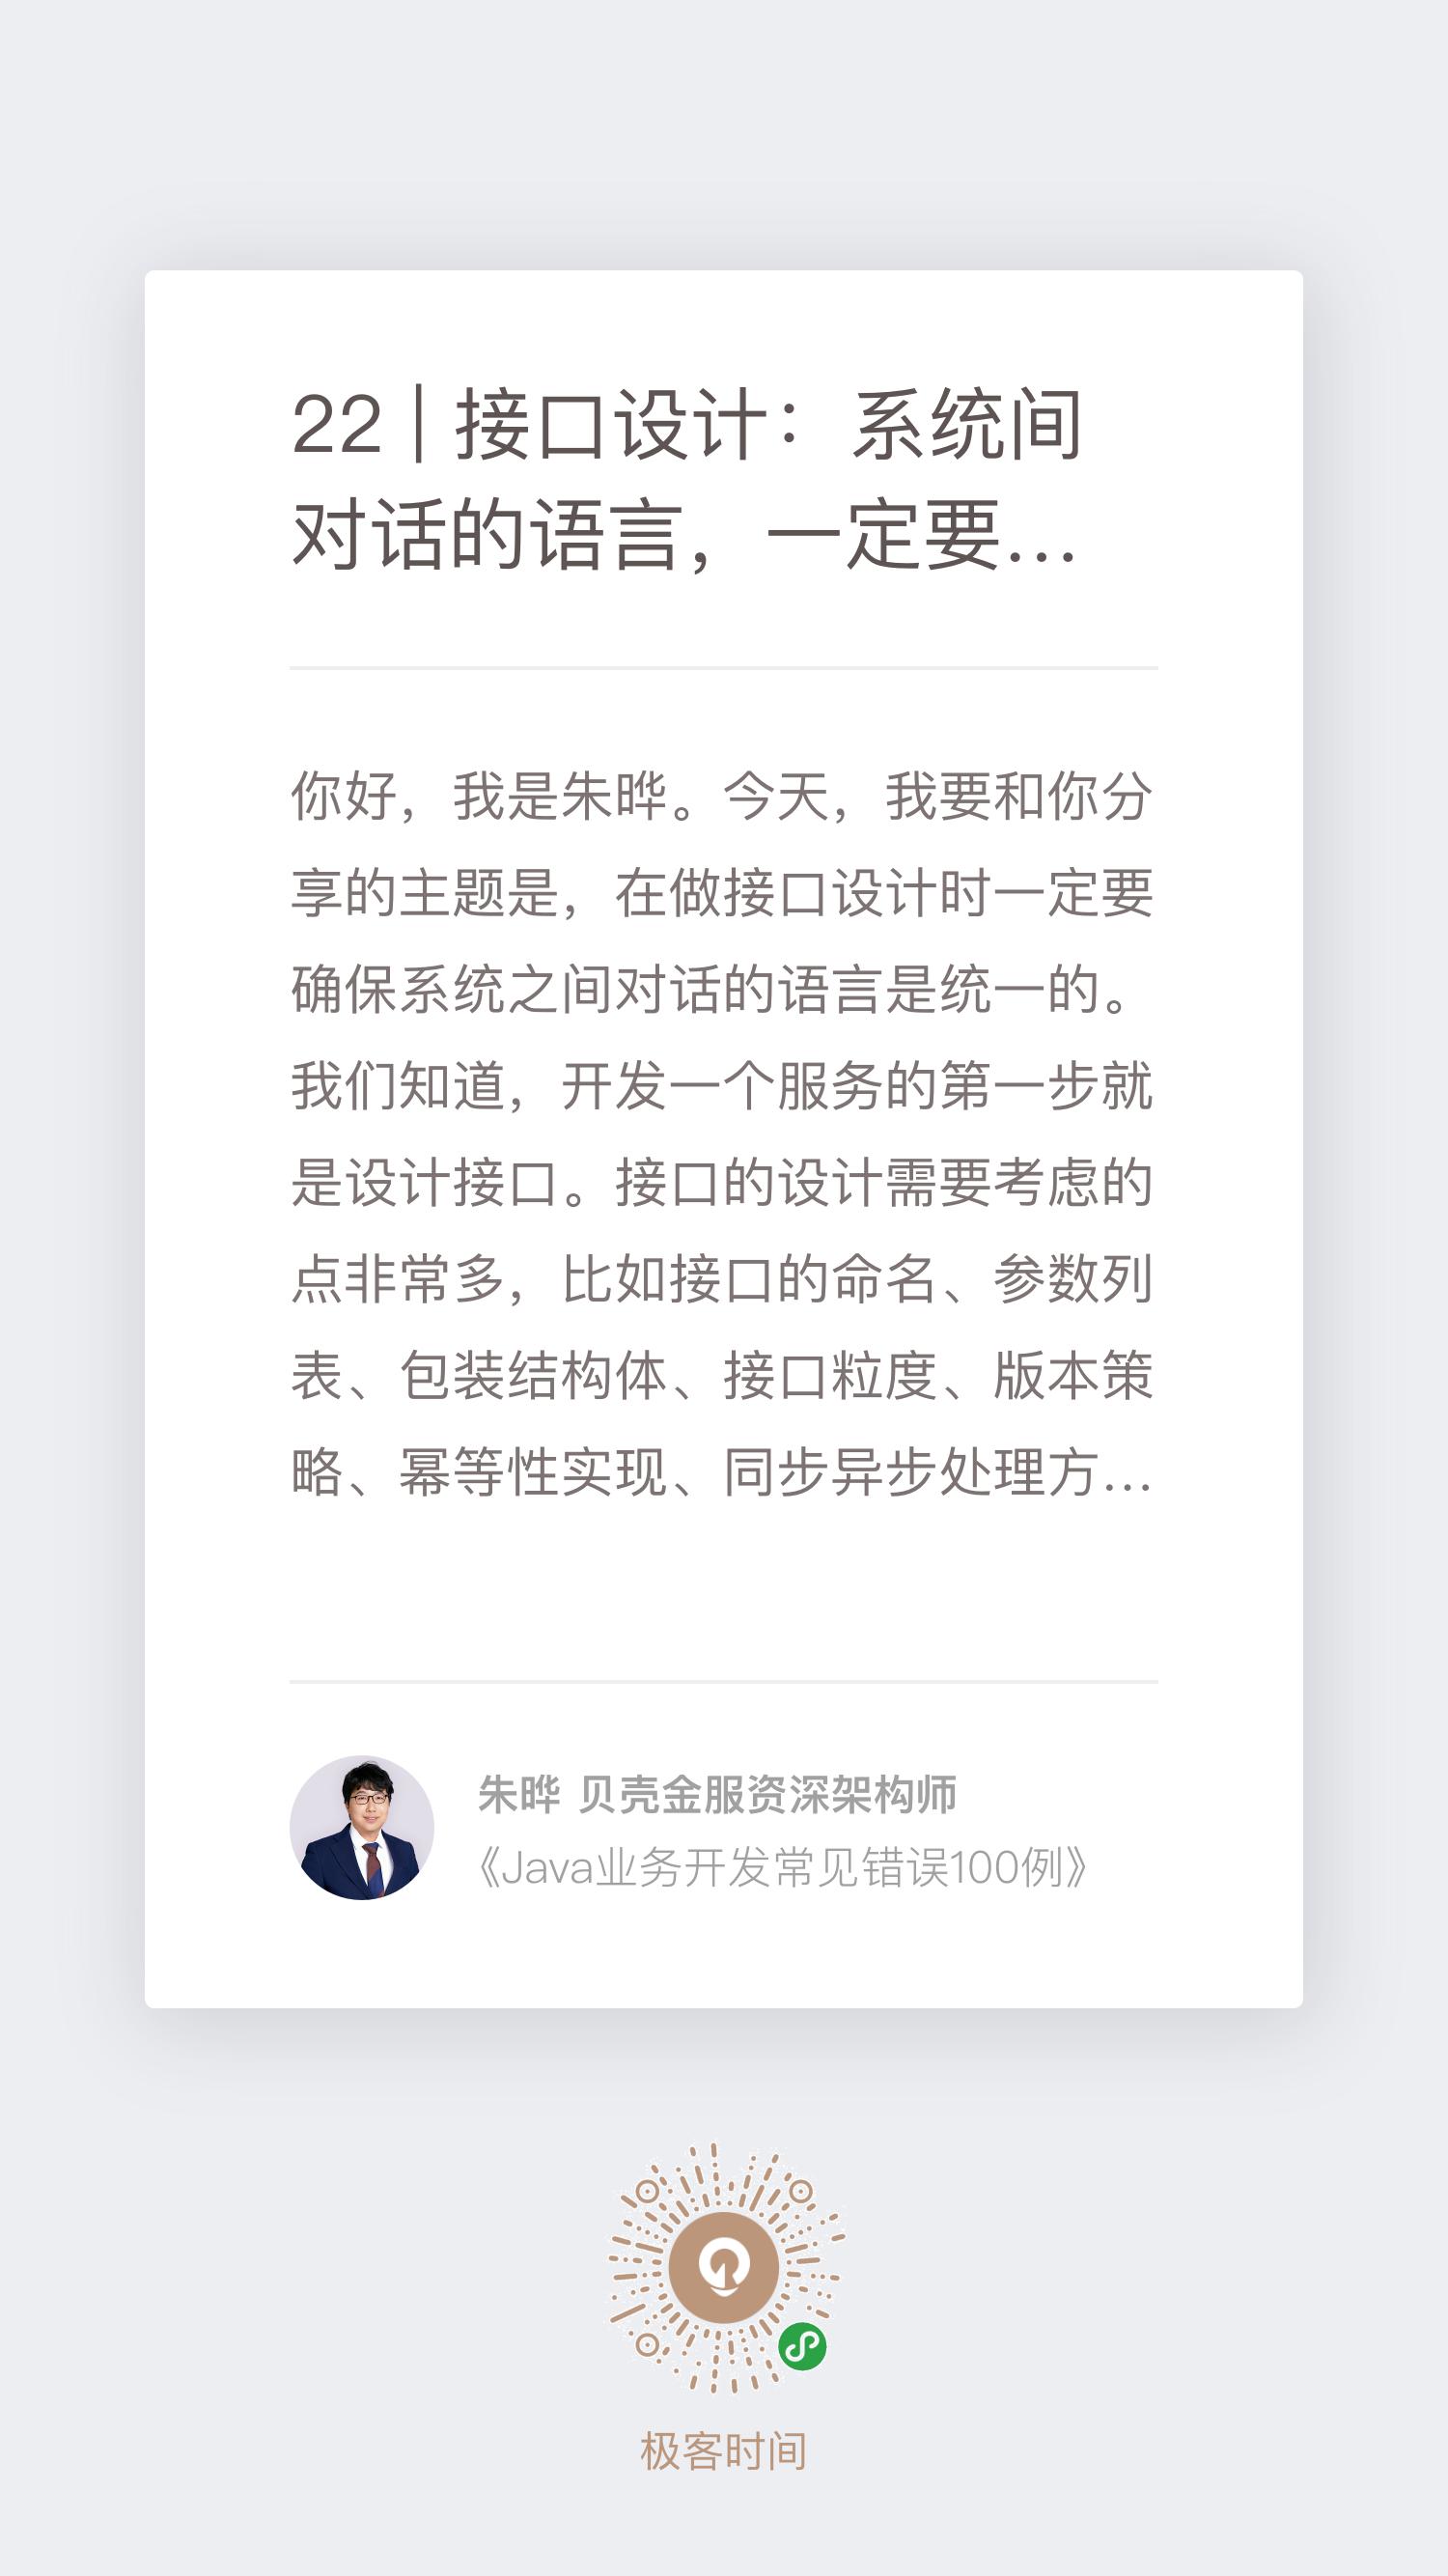 22 | 接口设计：系统间
对话的语言，一定要…
你好，我是朱晔。今天，我要和你分
享的主题是，在做接口设计时一定要
确保系统之间对话的语言是统一的。
我们知道，开发一个服务的第一步就
是设计接口。接口的设计需要考虑的
点非常多，比如接口的命名、参数列
表、包装结构体、接口粒度、版本策
略、幂等性实现、同步异步处理方…
朱晔 贝壳金服资深架构师
《Java业务开发常见错误100例》
极客时间